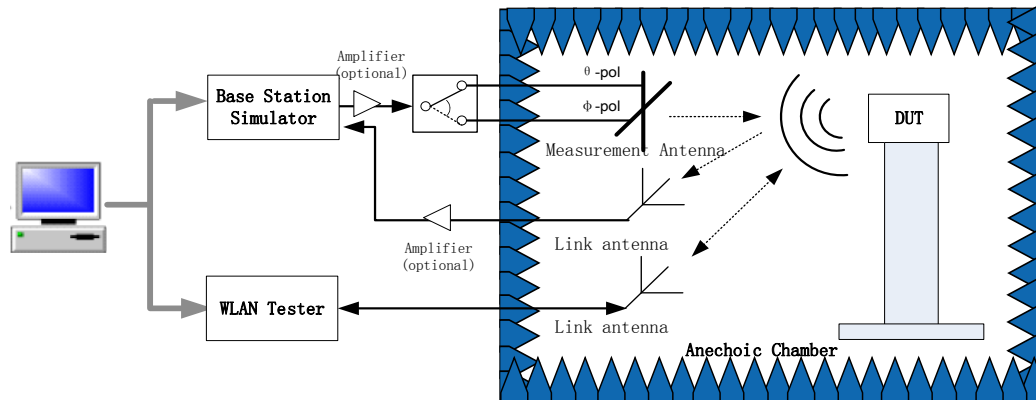 Amplifier
(optional)
θ-pol
Base Station
Simulator
ϕ-pol
DUT
Measurement Antenna
Link antenna
Amplifier
(optional)
WLAN Tester
Link antenna
Anechoic Chamber